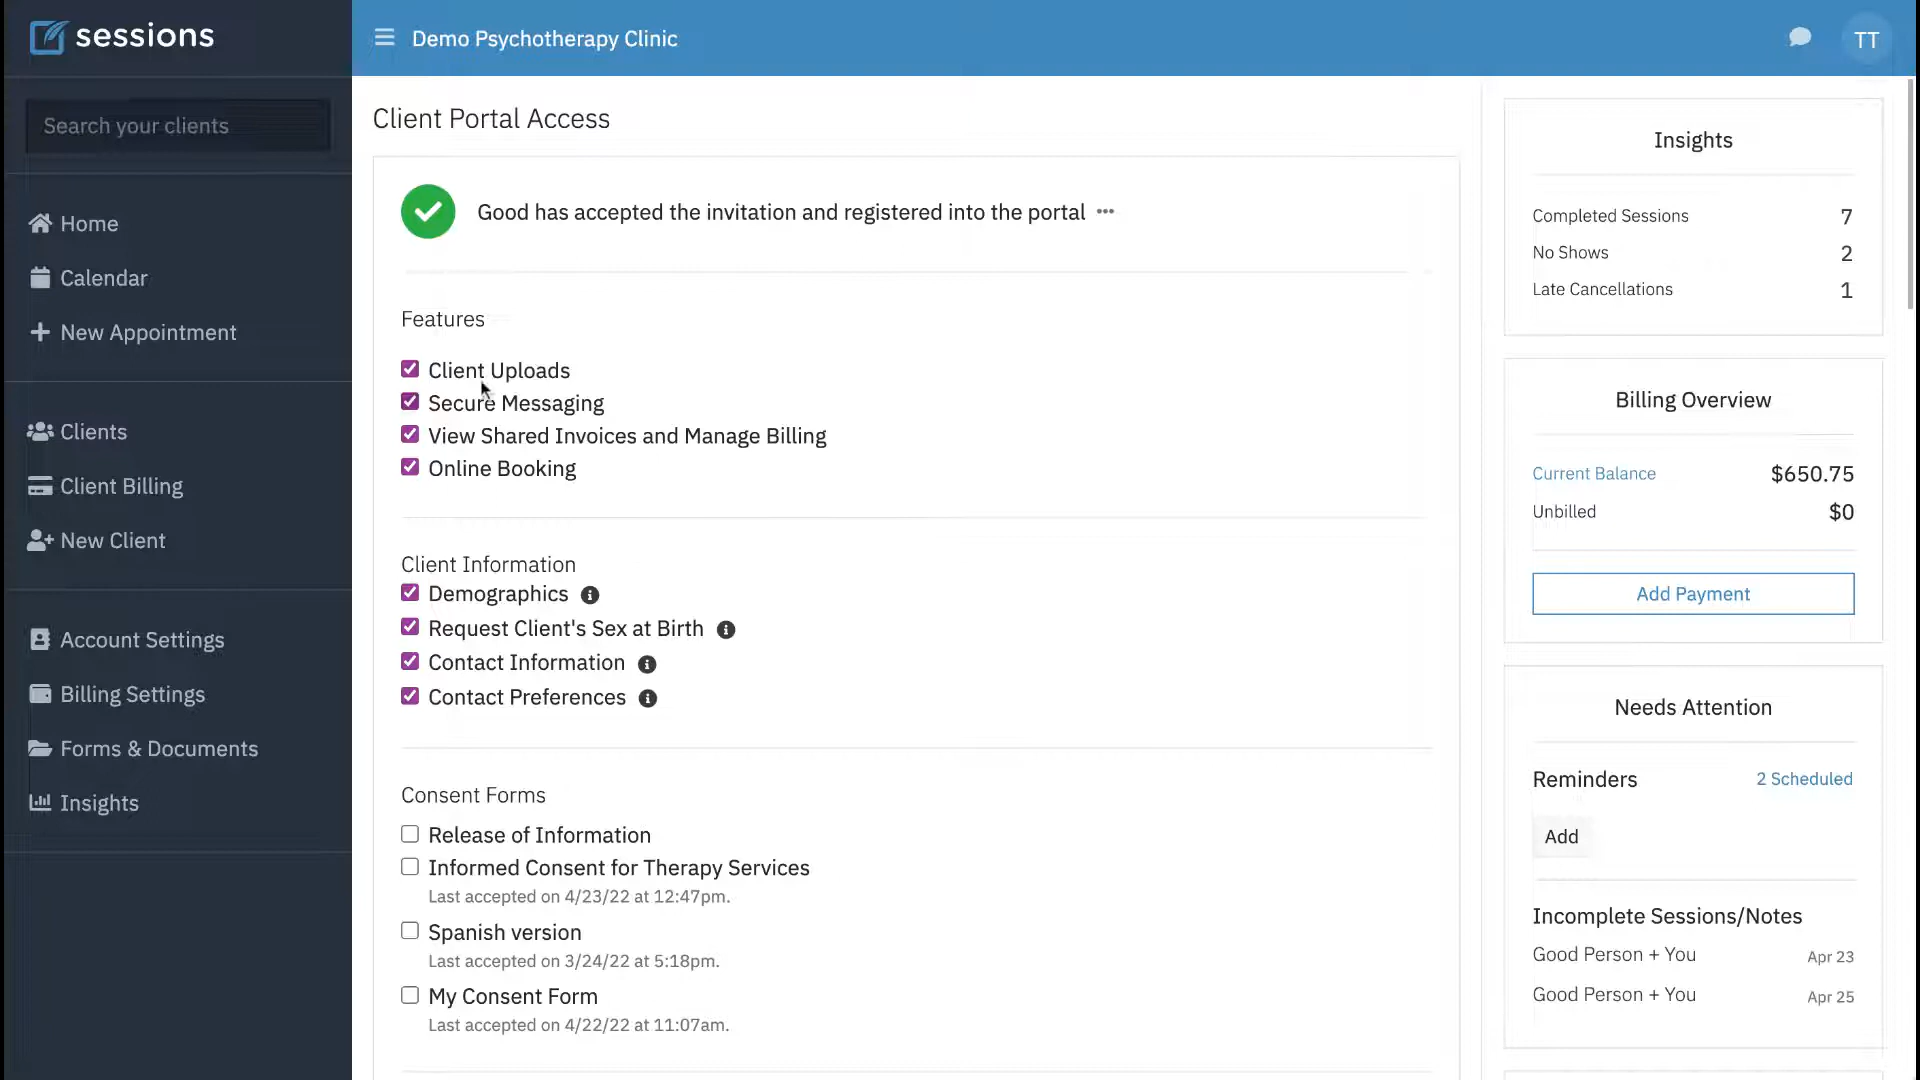 sessions
Demo Psychotherapy Clinic
TT
Search your clients
Home
Calendar
New Appointment
Clients
Client Billing
New Client
Account Settings
Billing Settings
Forms & Documents
Insights
Client Portal Access
Good has accepted the invitation and registered into the portal
Features
Client Uploads
Secure Messaging
View Shared Invoices and Manage Billing
Online Booking
Client Information
Demographics
Request Client's Sex at Birth
Contact Information
Contact Preferences
Consent Forms
Release of Information
Informed Consent for Therapy Services
Last accepted on 4/23/22 at 12:47pm.
Spanish version
Last accepted on 3/24/22 at 5:18pm.
My Consent Form
Last accepted on 4/22/22 at 11:07am.
Insights
Completed Sessions 7
No Shows 2
Late Cancellations 1
Billing Overview
Current Balance $650.75
Unbilled $0
Add Payment
Needs Attention
Reminders 2 Scheduled
Add
Incomplete Sessions/Notes
Good Person + You Apr 23
Good Person + You Apr 25